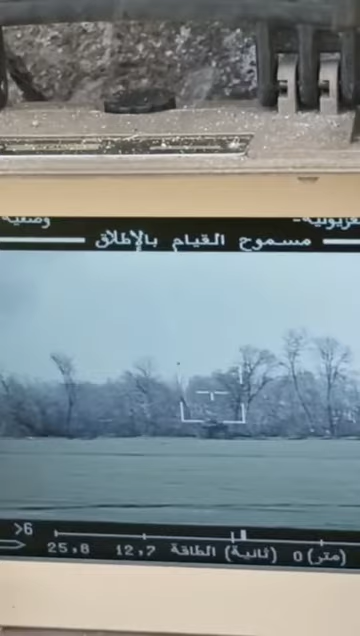 مسموح القيام بالإطلاق
>6
25,8 12,7 الطاقة (ثانية) 0 (متر)